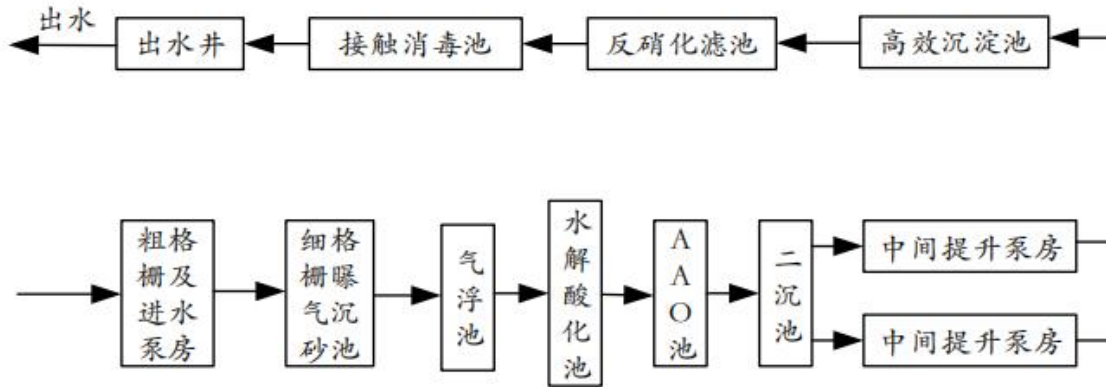 出水
出水井
接触消毒池
反硝化滤池
高效沉淀池
粗格
栅及
进水
泵房
细格
栅曝
气沉
砂池
气
浮
池
水
解
酸
化
池
A
A
O
池
二
沉
池
中间提升泵房
中间提升泵房